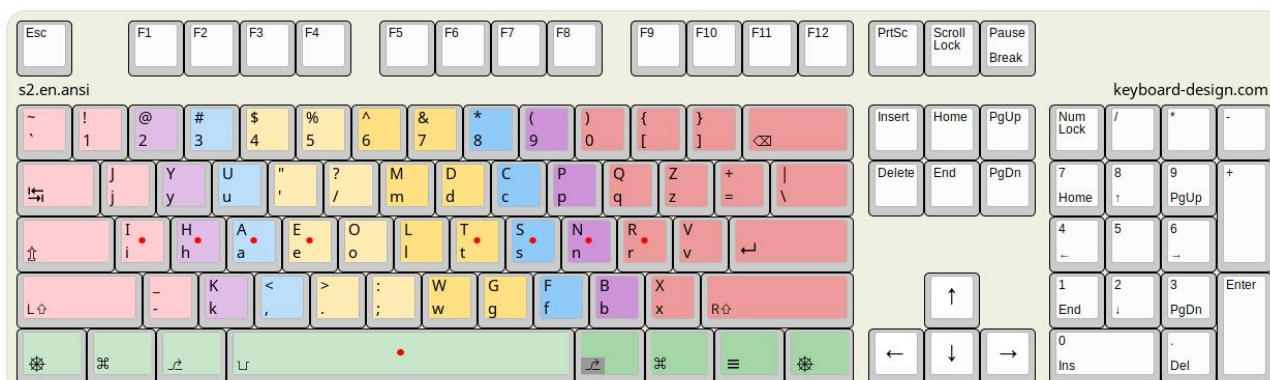 Esc F1 F2 F3 F4 F5 F6 F7 F8 F9 F10 F11 F12 PrtSc Scroll Lock Pause Break
s2.en.ansi keyboard-design.com
~ ! @ # $ % ^ & * ( ) { } Insert Home PgUp Num Lock / * -
` 1 2 3 4 5 6 7 8 9 0 [ ] ⌫
J Y U " ? M D C P Q Z + | Delete End PgDn 7 8 9 +
↹ j y u ' / m d c p q z = \ Home ↑ PgUp
I H A E O L T S N R V 4 5 6
⇧ i h a e o l t s n r v ↵ ← →
_ K < > : W G F B X ↑ 1 2 3 Enter
L⇧ - k , . ; w g f b x R⇧ End ↓ PgDn
⎈ ⌘ ⎇ ⌴ ⎇ ⌘ ≡ ⎈ ← ↓ → 0 .
Ins Del